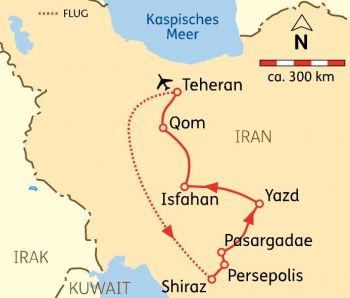 FLUG
Kaspisches
Meer
N
ca. 300 km
Teheran
Qom
IRAN
Isfahan
Yazd
IRAK
Pasargadae
Persepolis
KUWAIT
Shiraz